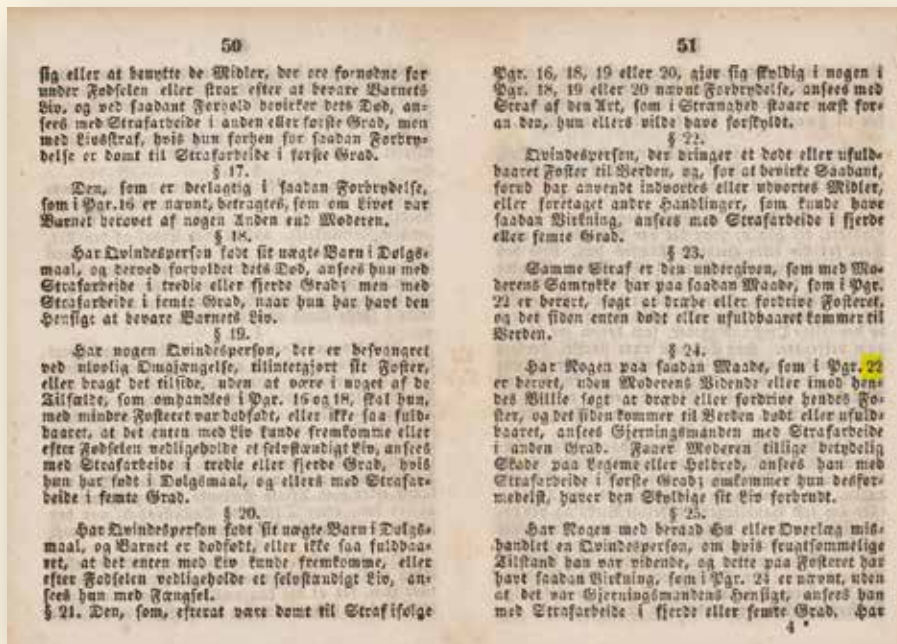 50
sig eller at benytte de Midler, der ere fornødne for
under Fødselen eller strax efter at bevare Barnets
Liv, og ved saadant Forhold bevirker dets Død, an-
sees med Strafarbeide i anden eller første Grad, men
med Livsstraf, hvis hun forhen for saadan Forbry-
delse er dømt til Strafarbeide i første Grad.
§ 17.
Den, som er deelagtig i saadan Forbrydelse,
som i Pgr. 16 er nævnt, betragtes, som om Livet var
Barnet berøvet af nogen Anden end Moderen.
§ 18.
Har Qvindesperson født sit uægte Barn i Dølgs-
maal, og derved forvoldet dets Død, ansees hun med
Strafarbeide i tredie eller fjerde Grad; men med
Strafarbeide i femte Grad, naar hun har havt den
Hensigt at bevare Barnets Liv.
§ 19.
Har nogen Qvindesperson, der er besvangret
ved ulovlig Omgjængelse, tilintetgjort sit Foster,
eller bragt det tilside, uden at være i noget af de
Tilfælde, som omhandles i Pgr. 16 og 18, skal hun,
med mindre Fosteret var dødfødt, eller ikke saa fuld-
baaret, at det enten med Liv kunde fremkomme eller
efter Fødselen vedligeholde et selvstændigt Liv, ansees
med Strafarbeide i tredie eller fjerde Grad, hvis
hun har født i Dølgsmaal, og ellers med Strafar-
beide i femte Grad.
§ 20.
Har Qvindesperson født sit uægte Barn i Dølgs-
maal, og Barnet er dødfødt, eller ikke saa fuldbaa-
ret, at det enten med Liv kunde fremkomme, eller
efter Fødselen vedligeholde et selvstændigt Liv, an-
sees hun med Fængsel.
§ 21. Den, som, efterat være dømt til Straf ifølge
51
Pgr. 16, 18, 19 eller 20, gjør sig skyldig i nogen i
Pgr. 18, 19 eller 20 nævnt Forbrydelse, ansees med
Straf af den Art, som i Strænghed staaer næst for-
an den, hun ellers vilde have forskyldt.
§ 22.
Qvindesperson, der bringer et dødt eller ufuld-
baaret Foster til Verden, og, for at bevirke Saadant,
forud har anvendt indvortes eller udvortes Midler,
eller foretaget andre Handlinger, som kunde have
saadan Virkning, ansees med Strafarbeide i fjerde
eller femte Grad.
§ 23.
Samme Straf er den undergiven, som med Mo-
derens Samtykke har paa saadan Maade, som i Pgr.
22 er berørt, søgt at dræbe eller fordrive Fosteret,
og det siden enten dødt eller ufuldbaaret kommer til
Verden.
§ 24.
Har Nogen paa saadan Maade, som i Pgr. 22
er berørt, uden Moderens Vidende eller imod hen-
des Villie søgt at dræbe eller fordrive hendes Fo-
ster, og det siden kommer til Verden dødt eller ufuld-
baaret, ansees Gjerningsmanden med Strafarbeide
i anden Grad. Faaer Moderen tillige betydelig
Skade paa Legeme eller Helbred, ansees han med
Strafarbeide i første Grad; omkommer hun desfor-
medelst, haver den Skyldige sit Liv forbrudt.
§ 25.
Har Nogen med beraad Hu eller Overlæg mis-
handlet en Qvindesperson, om hvis frugtsommelige
Tilstand han var vidende, og dette paa Fosteret har
havt saadan Virkning, som i Pgr. 24 er nævnt, uden
at det var Gjerningsmandens Hensigt, ansees han
med Strafarbeide i fjerde eller femte Grad. Har
4 *